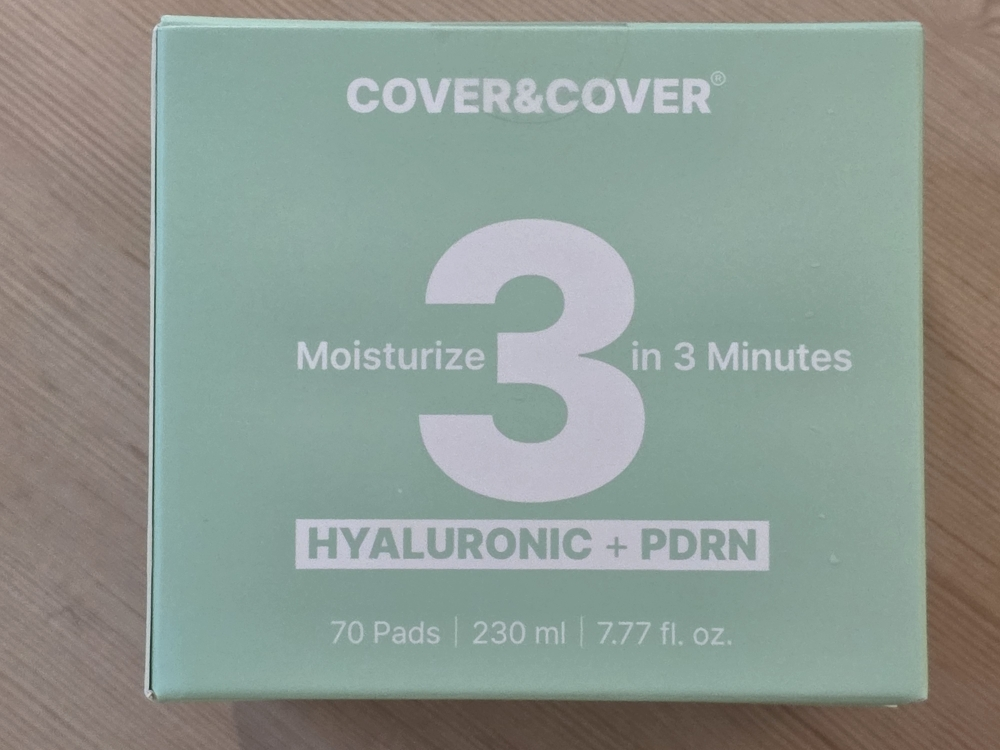 COVER&COVER®
3
Moisturize in 3 Minutes
HYALURONIC + PDRN
70 Pads | 230 ml | 7.77 fl. oz.